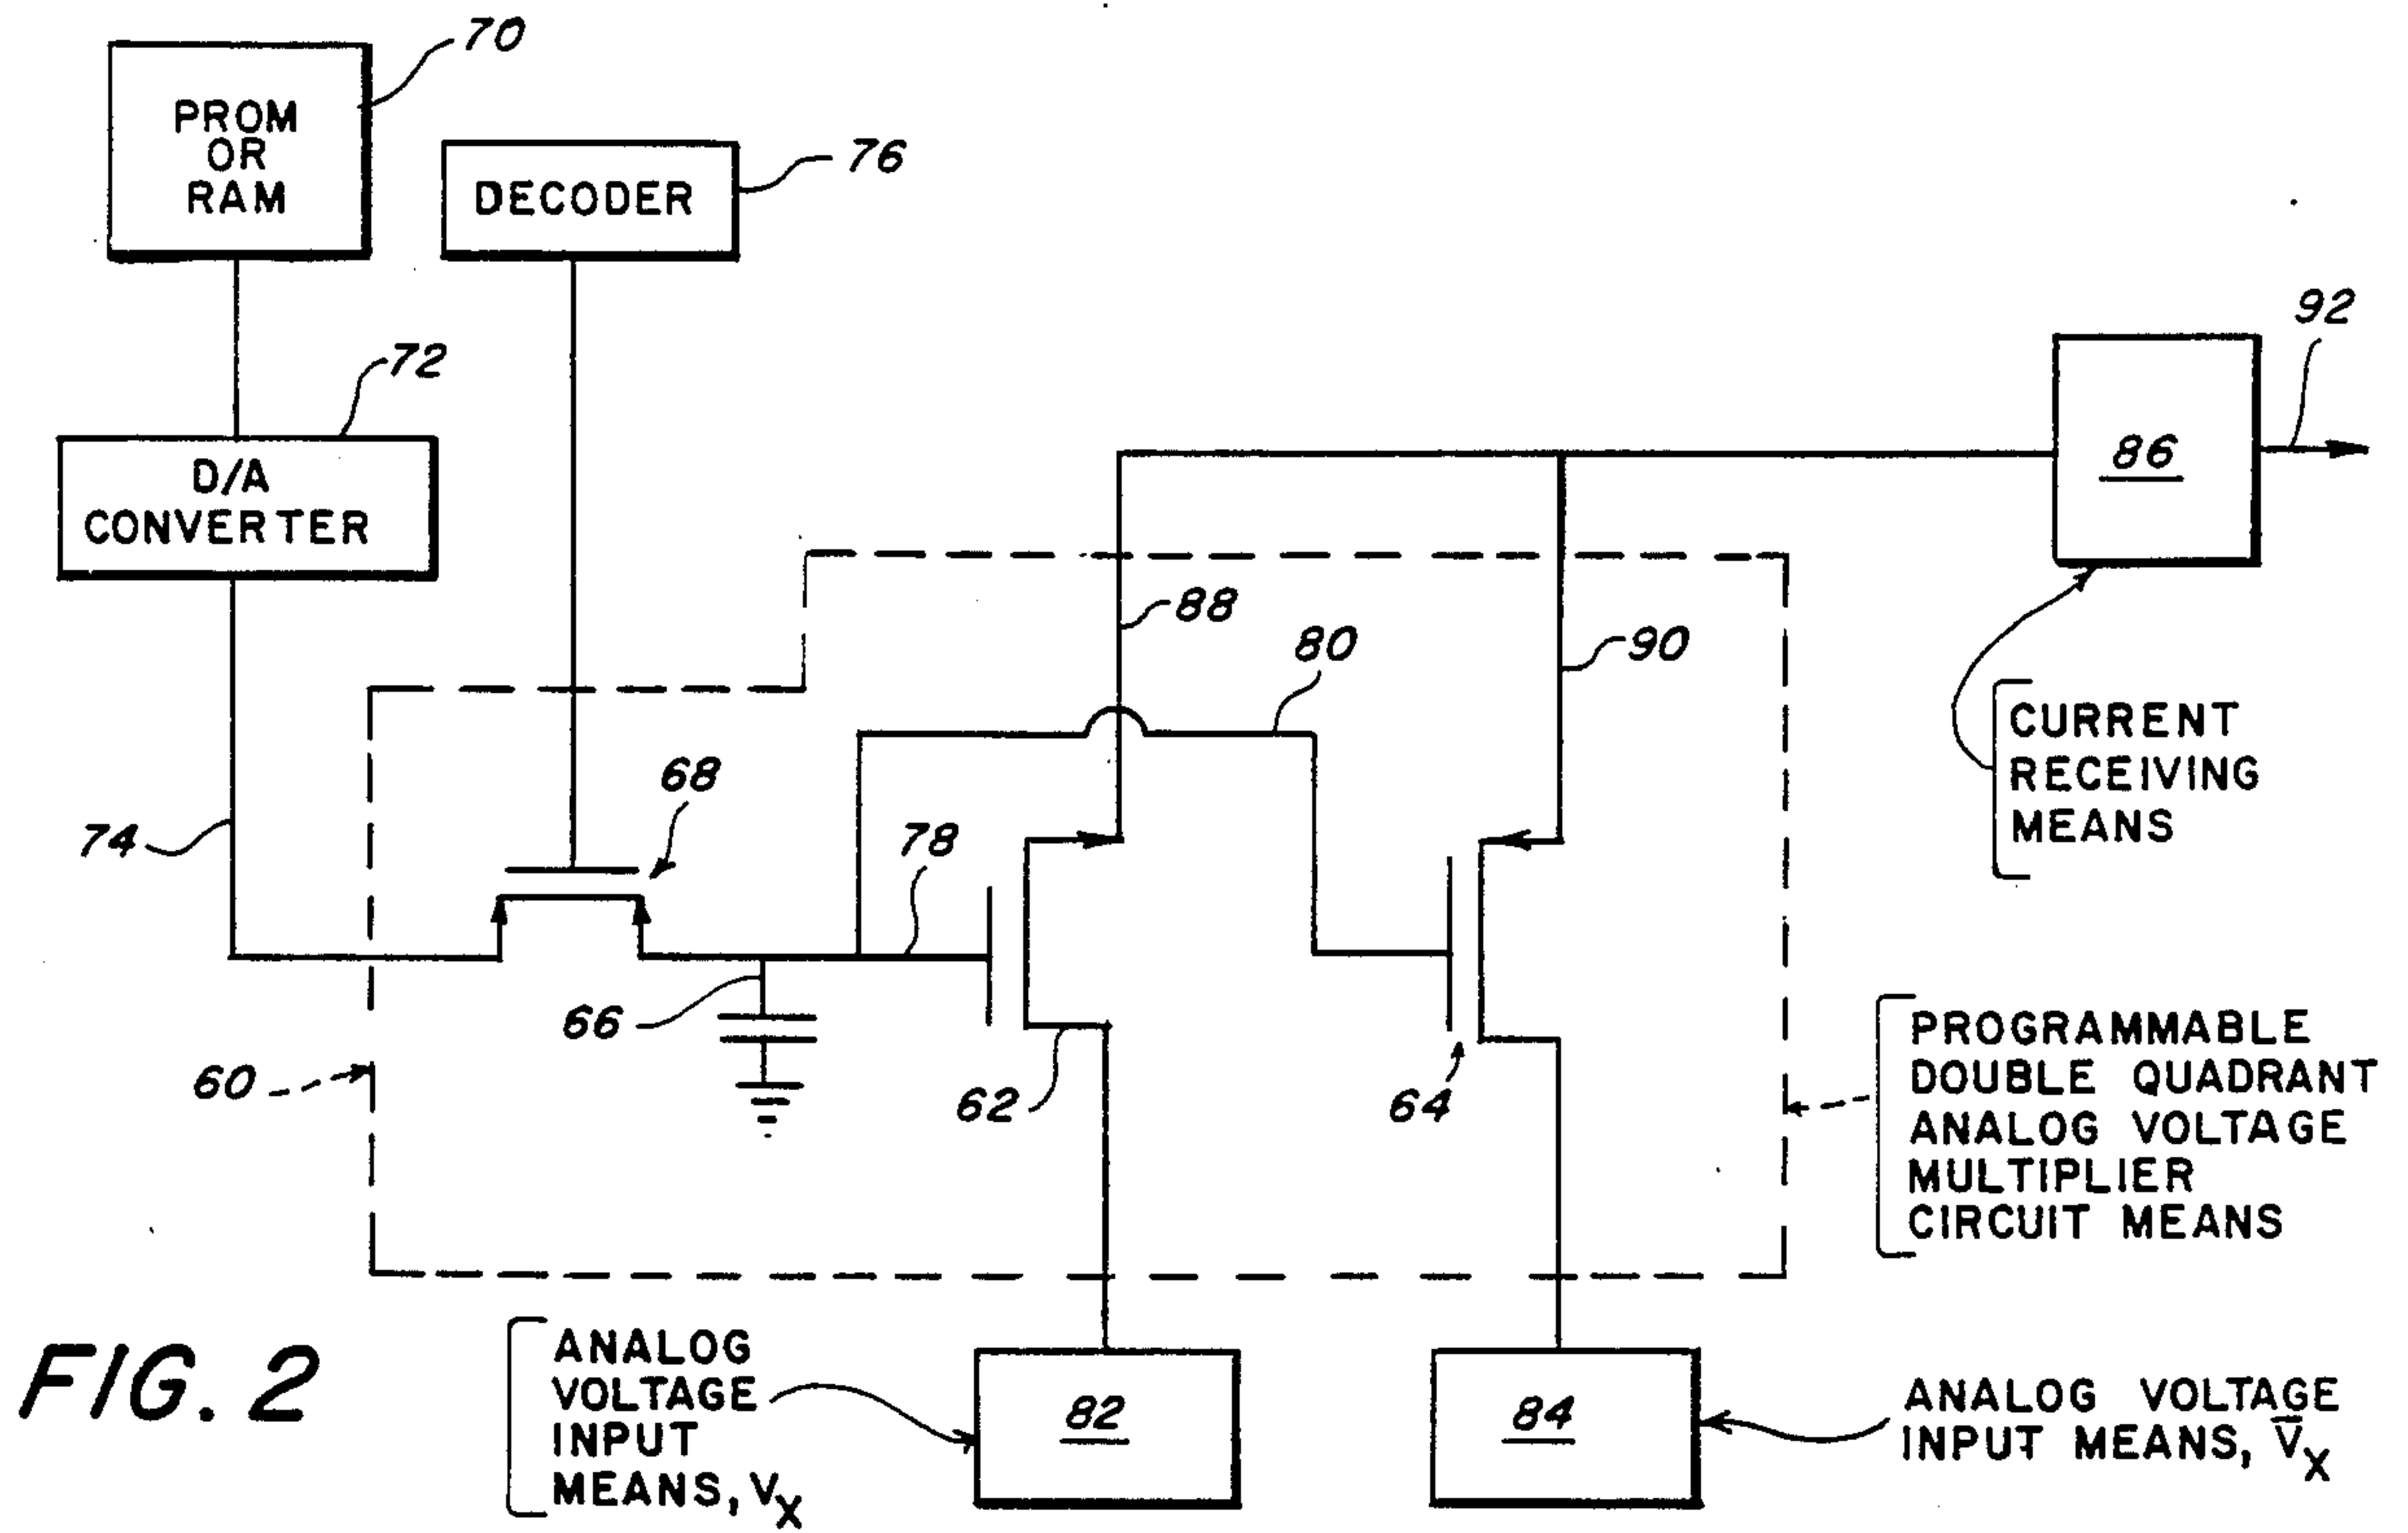 70
PROM
OR
RAM
76
DECODER
72
D/A
CONVERTER
92
86
88
80
90
CURRENT
RECEIVING
MEANS
68
74
78
66
60
62
64
PROGRAMMABLE
DOUBLE QUADRANT
ANALOG VOLTAGE
MULTIPLIER
CIRCUIT MEANS
FIG. 2
ANALOG
VOLTAGE
INPUT
MEANS, VX
82
84
ANALOG VOLTAGE
INPUT MEANS, V̅X